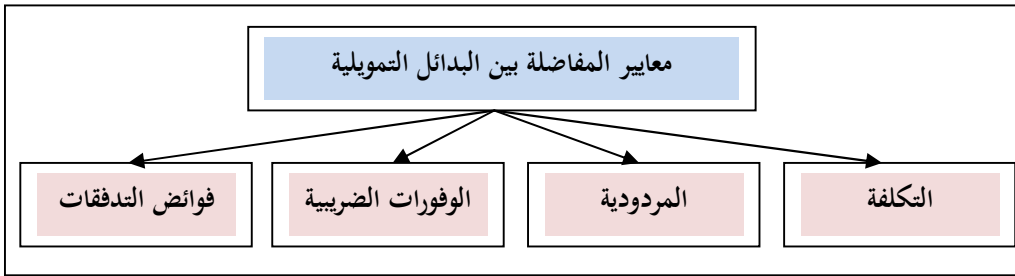 معايير المفاضلة بين البدائل التمويلية
التكلفة
المردودية
الوفورات الضريبية
فوائض التدفقات